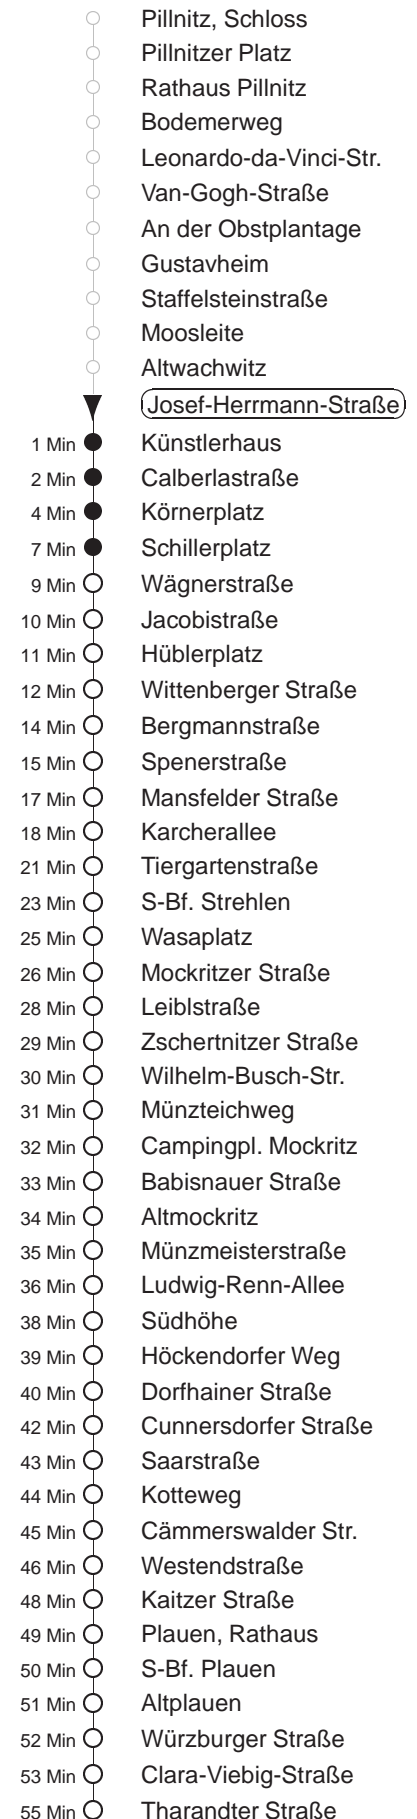 Pillnitz, Schloss
Pillnitzer Platz
Rathaus Pillnitz
Bodemerweg
Leonardo-da-Vinci-Str.
Van-Gogh-Straße
An der Obstplantage
Gustavheim
Staffelsteinstraße
Moosleite
Altwachwitz
Josef-Herrmann-Straße
1 Min Künstlerhaus
2 Min Calberlastraße
4 Min Körnerplatz
7 Min Schillerplatz
9 Min Wägnerstraße
10 Min Jacobistraße
11 Min Hüblerplatz
12 Min Wittenberger Straße
14 Min Bergmannstraße
15 Min Spenerstraße
17 Min Mansfelder Straße
18 Min Karcherallee
21 Min Tiergartenstraße
23 Min S-Bf. Strehlen
25 Min Wasaplatz
26 Min Mockritzer Straße
28 Min Leiblstraße
29 Min Zschertnitzer Straße
30 Min Wilhelm-Busch-Str.
31 Min Münzteichweg
32 Min Campingpl. Mockritz
33 Min Babisnauer Straße
34 Min Altmockritz
35 Min Münzmeisterstraße
36 Min Ludwig-Renn-Allee
38 Min Südhöhe
39 Min Höckendorfer Weg
40 Min Dorfhainer Straße
42 Min Cunnersdorfer Straße
43 Min Saarstraße
44 Min Kotteweg
45 Min Cämmerswalder Str.
46 Min Westendstraße
48 Min Kaitzer Straße
49 Min Plauen, Rathaus
50 Min S-Bf. Plauen
51 Min Altplauen
52 Min Würzburger Straße
53 Min Clara-Viebig-Straße
55 Min Tharandter Straße